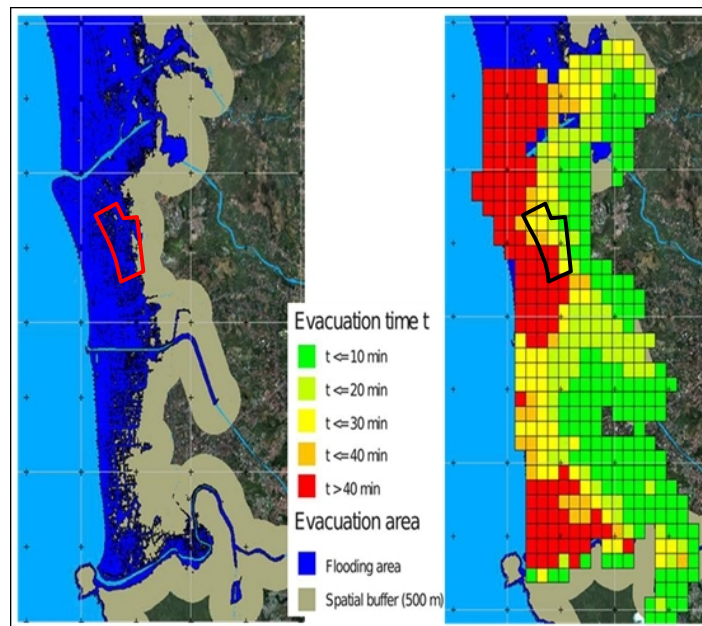 Evacuation time t
t <=10 min
t <=20 min
t <=30 min
t <=40 min
t > 40 min
Evacuation area
Flooding area
Spatial buffer (500 m)